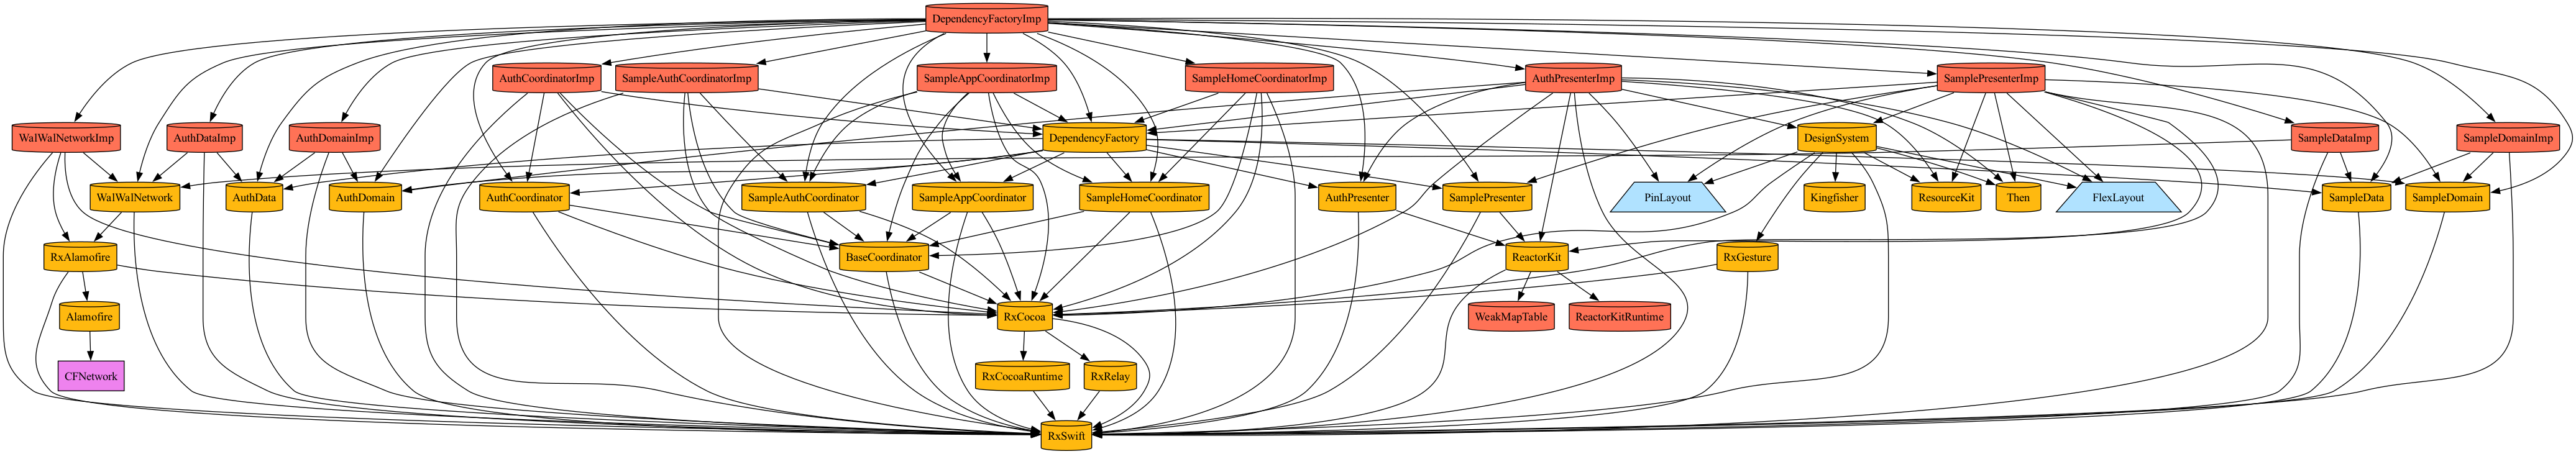 DependencyFactoryImp
AuthCoordinatorImp
SampleAuthCoordinatorImp
SampleAppCoordinatorImp
SampleHomeCoordinatorImp
AuthPresenterImp
SamplePresenterImp
WalWalNetworkImp
AuthDataImp
AuthDomainImp
DependencyFactory
DesignSystem
SampleDataImp
SampleDomainImp
WalWalNetwork
AuthData
AuthDomain
AuthCoordinator
SampleAuthCoordinator
SampleAppCoordinator
SampleHomeCoordinator
AuthPresenter
SamplePresenter
PinLayout
Kingfisher
ResourceKit
Then
FlexLayout
SampleData
SampleDomain
RxAlamofire
BaseCoordinator
ReactorKit
RxGesture
Alamofire
RxCocoa
WeakMapTable
ReactorKitRuntime
CFNetwork
RxCocoaRuntime
RxRelay
RxSwift